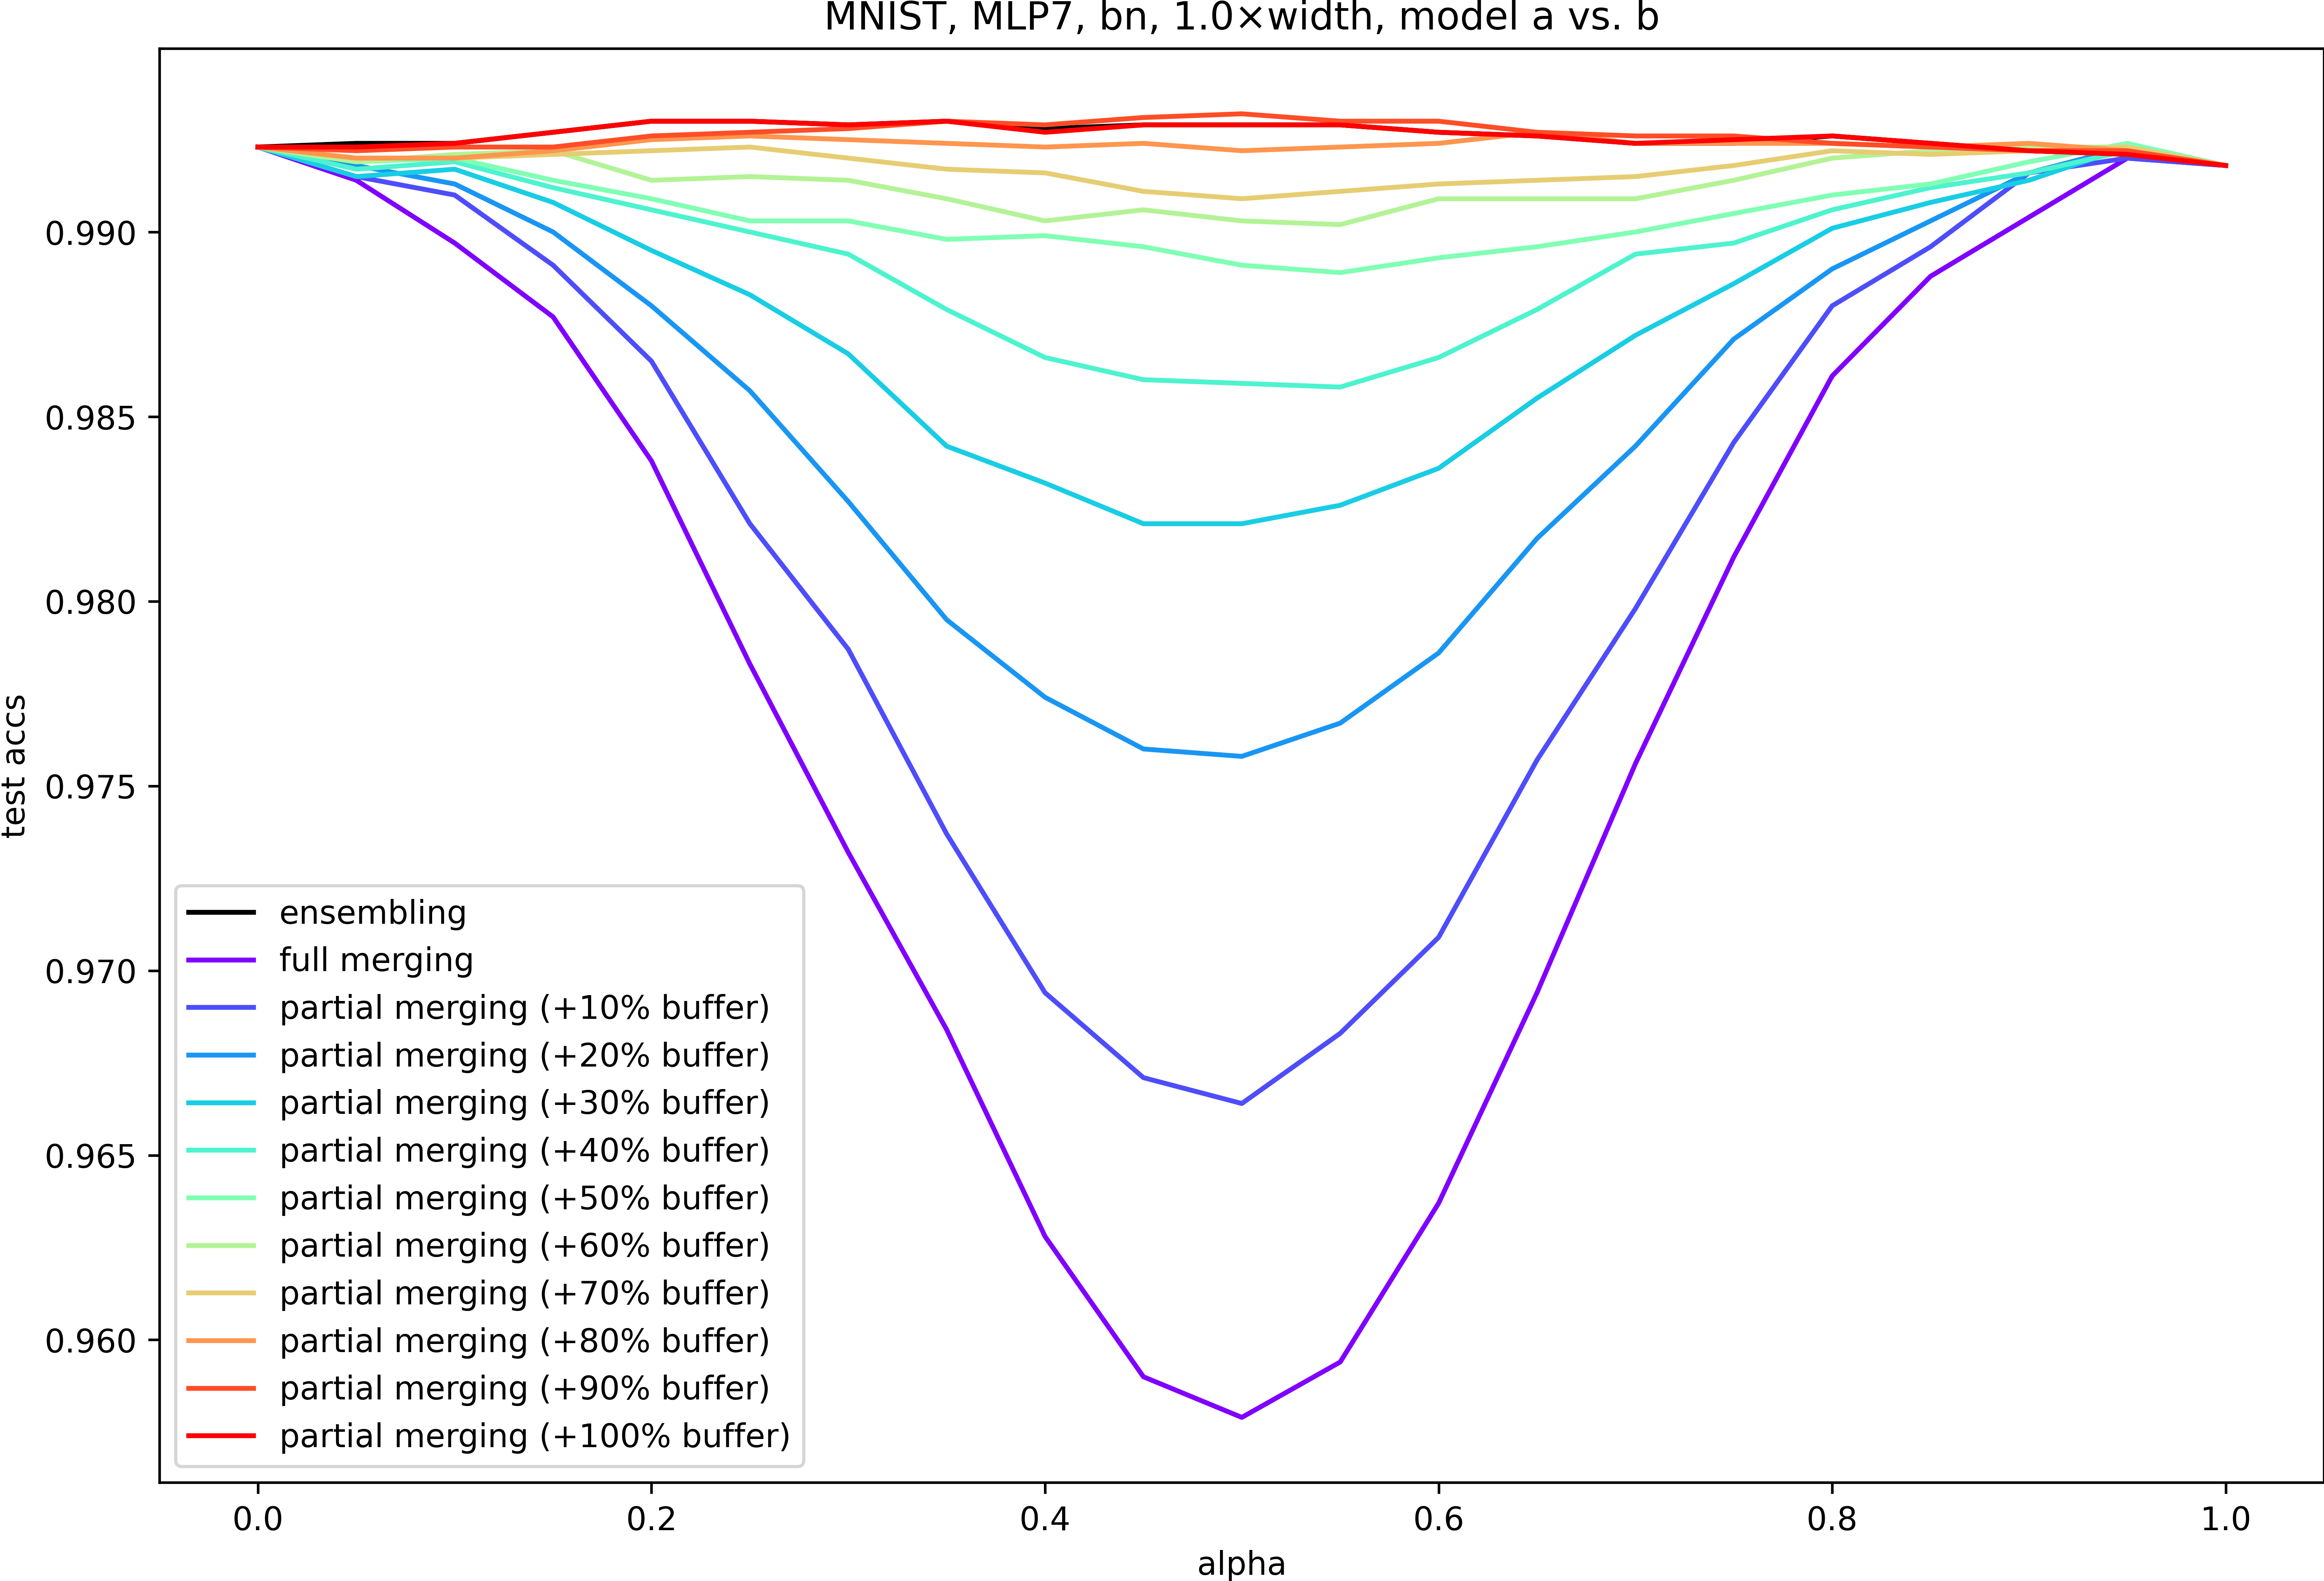 MNIST, MLP7, bn, 1.0×width, model a vs. b
test accs
0.990
0.985
0.980
0.975
0.970
0.965
0.960
ensembling
full merging
partial merging (+10% buffer)
partial merging (+20% buffer)
partial merging (+30% buffer)
partial merging (+40% buffer)
partial merging (+50% buffer)
partial merging (+60% buffer)
partial merging (+70% buffer)
partial merging (+80% buffer)
partial merging (+90% buffer)
partial merging (+100% buffer)
0.0 0.2 0.4 0.6 0.8 1.0
alpha